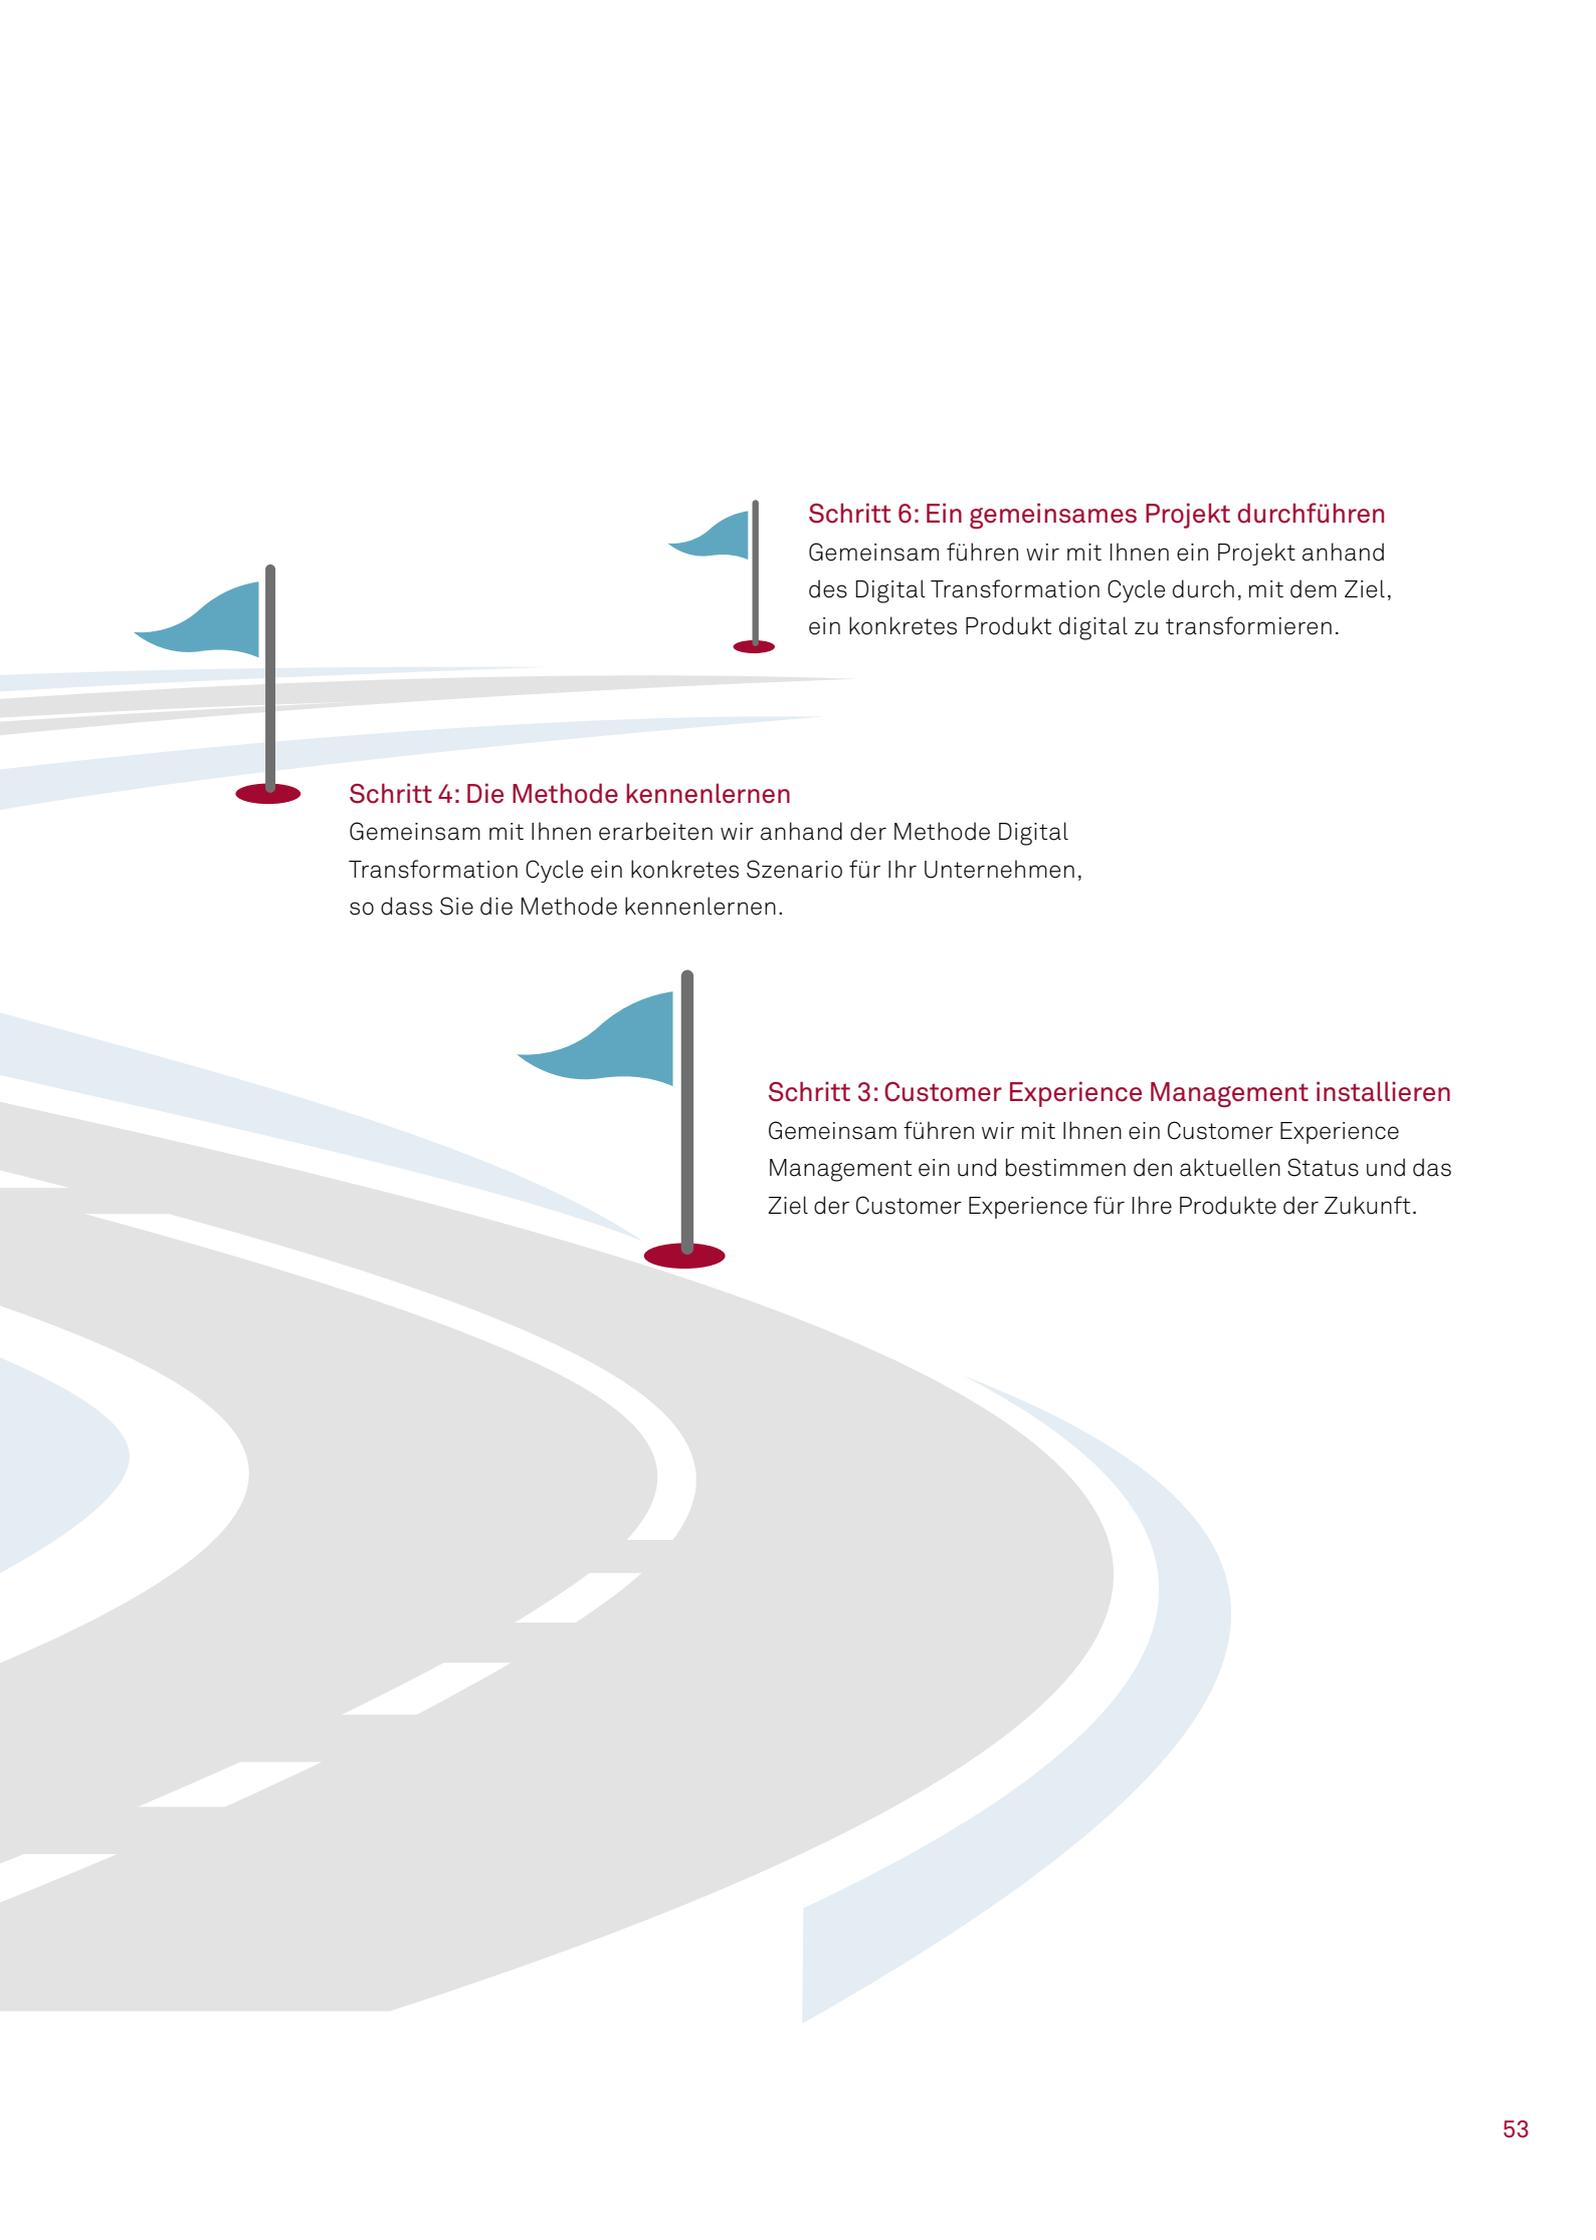 Schritt 6: Ein gemeinsames Projekt durchführen
Gemeinsam führen wir mit Ihnen ein Projekt anhand
des Digital Transformation Cycle durch, mit dem Ziel,
ein konkretes Produkt digital zu transformieren.
Schritt 4: Die Methode kennenlernen
Gemeinsam mit Ihnen erarbeiten wir anhand der Methode Digital
Transformation Cycle ein konkretes Szenario für Ihr Unternehmen,
so dass Sie die Methode kennenlernen.
Schritt 3: Customer Experience Management installieren
Gemeinsam führen wir mit Ihnen ein Customer Experience
Management ein und bestimmen den aktuellen Status und das
Ziel der Customer Experience für Ihre Produkte der Zukunft.
53